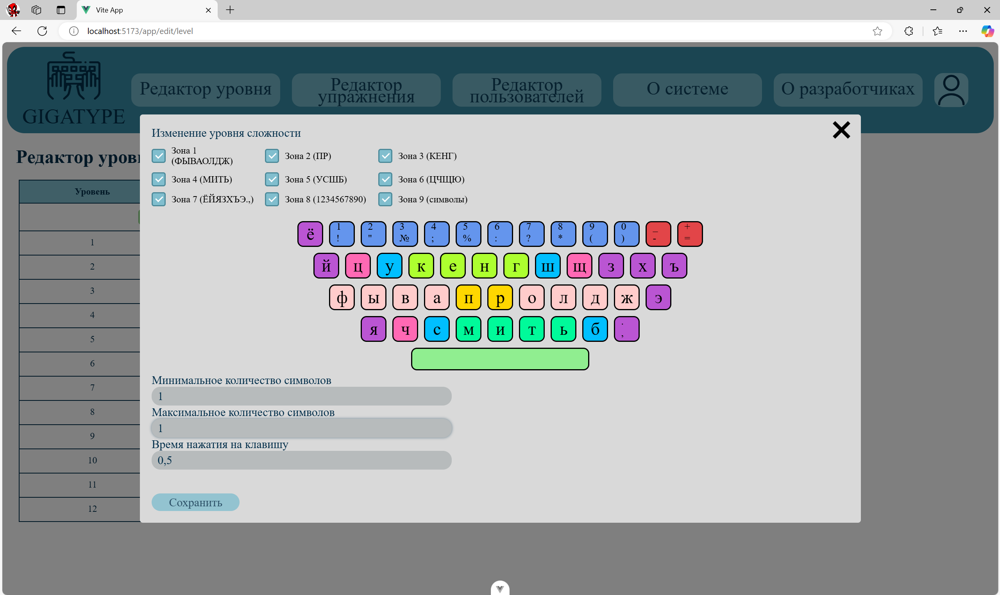 Vite App
localhost:5173/app/edit/level
GIGATYPE
Редактор уровня
Редактор
упражнения
Редактор
пользователей
О системе
О разработчиках
Редактор уров
Уровень
1
2
3
4
5
6
7
8
9
10
11
12
Изменение уровня сложности
Зона 1
(ФЫВАОЛДЖ)
Зона 2 (ПР)
Зона 3 (КЕНГ)
Зона 4 (МИТЬ)
Зона 5 (УСШБ)
Зона 6 (ЦЧЩЮ)
Зона 7 (ЁЙЯЗХЪЭ.,)
Зона 8 (1234567890)
Зона 9 (символы)
ё 1 2 3 4 5 6 7 8 9 0 _ +
! " № ; % : ? * ( ) - =
й ц у к е н г ш щ з х ъ
ф ы в а п р о л д ж э
я ч с м и т ь б .
,
Минимальное количество символов
1
Максимальное количество символов
1
Время нажатия на клавишу
0,5
Сохранить